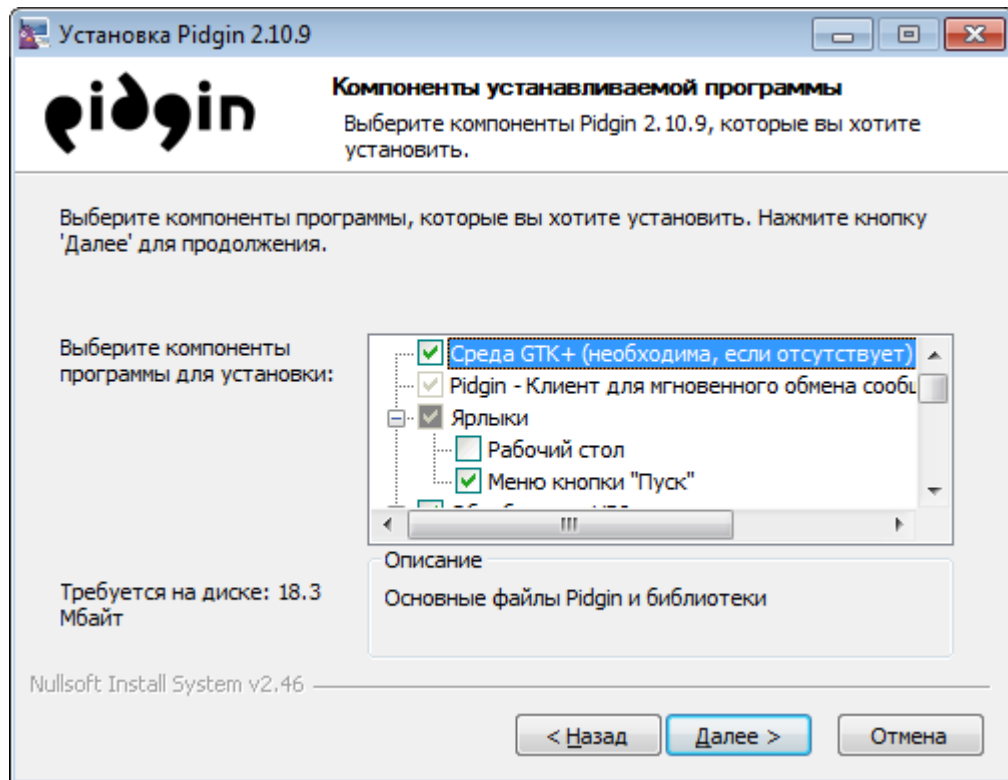 Установка Pidgin 2.10.9
pidgin
Компоненты устанавливаемой программы
Выберите компоненты Pidgin 2.10.9, которые вы хотите
установить.
Выберите компоненты программы, которые вы хотите установить. Нажмите кнопку
'Далее' для продолжения.
Выберите компоненты
программы для установки:
Среда GTK+ (необходима, если отсутствует)
Pidgin - Клиент для мгновенного обмена сообщ
Ярлыки
Рабочий стол
Меню кнопки "Пуск"
Требуется на диске: 18.3
Мбайт
Описание
Основные файлы Pidgin и библиотеки
Nullsoft Install System v2.46
< Назад
Далее >
Отмена